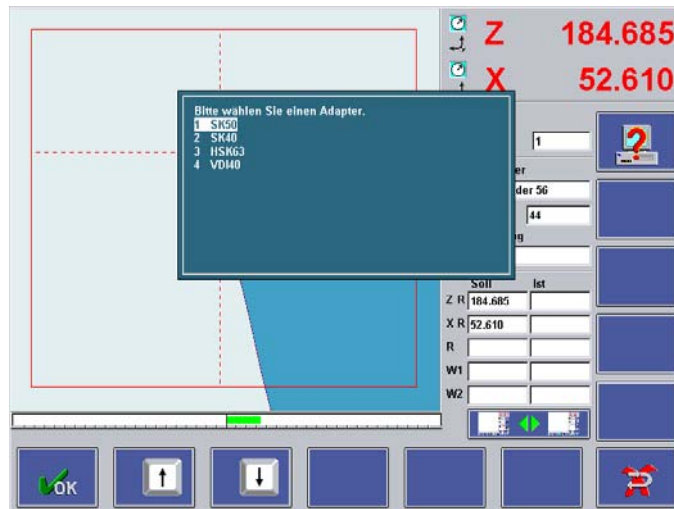 Z 184.685
X 52.610
Bitte wählen Sie einen Adapter.
1 SK50
2 SK40
3 HSK63
4 VDI40
1
er
der 56
44
g
Soll Ist
Z R 184.685
X R 52.610
R
W1
W2
OK